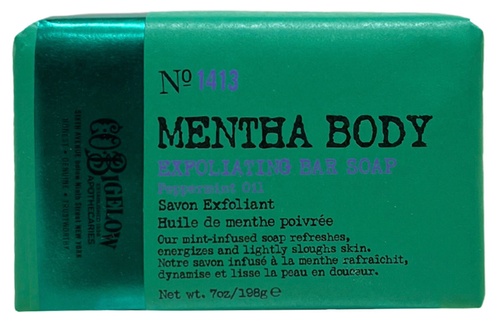 Nº 1413
MENTHA BODY
EXFOLIATING BAR SOAP
Peppermint Oil
Savon Exfoliant
Huile de menthe poivrée
Our mint-infused soap refreshes,
energizes and lightly sloughs skin.
Notre savon infusé à la menthe rafraîchit,
dynamise et lisse la peau en douceur.
Net wt. 7oz/198g e
C.O. BIGELOW
APOTHECARIES